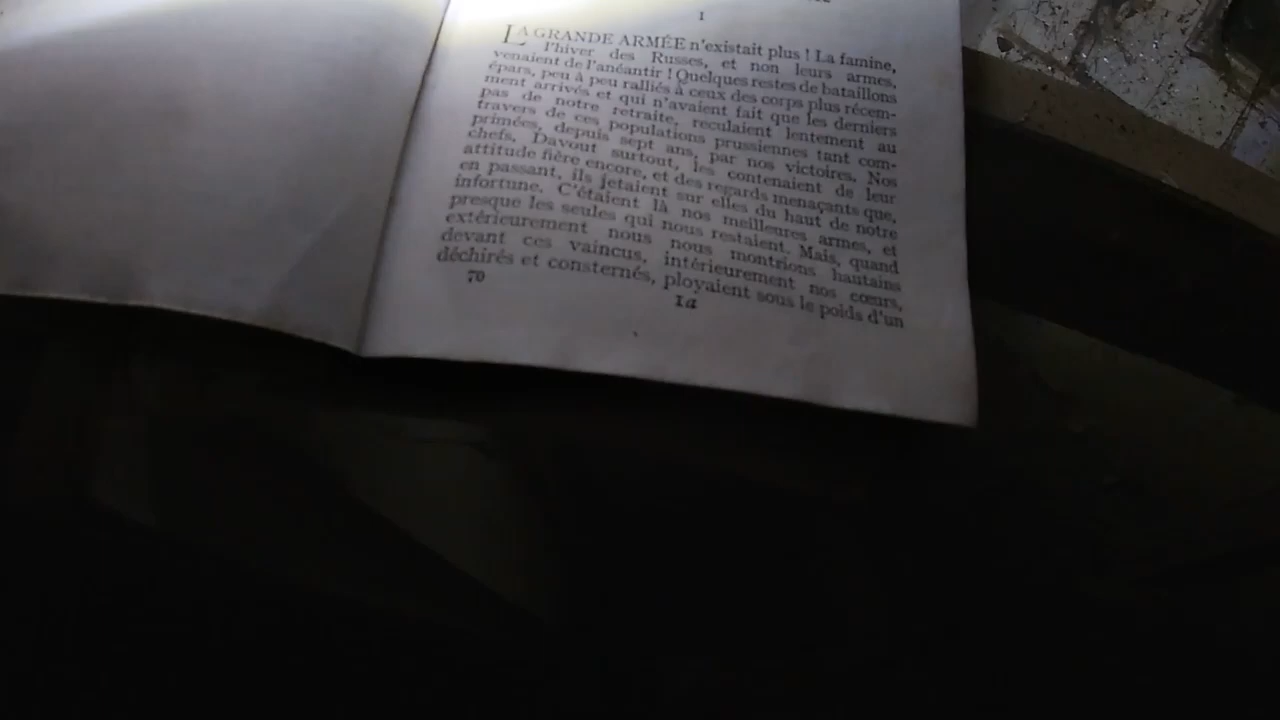 I
LA GRANDE ARMÉE n'existait plus ! La famine,
l'hiver des Russes, et non leurs armes,
venaient de l'anéantir ! Quelques restes de bataillons
épars, peu à peu ralliés à ceux des corps plus récem-
ment arrivés et qui n'avaient fait que les derniers
pas de notre retraite, reculaient lentement au
travers de ces populations prussiennes tant com-
primées, depuis sept ans, par nos victoires. Nos
chefs, Davout surtout, les contenaient de leur
attitude fière encore, et des regards menaçants que,
en passant, ils jetaient sur elles du haut de notre
infortune. C'étaient là nos meilleures armes, et
presque les seules qui nous restaient. Mais, quand
extérieurement nous nous montrions hautains
devant ces vaincus, intérieurement nos cœurs,
déchirés et consternés, ployaient sous le poids d'un
70
1a